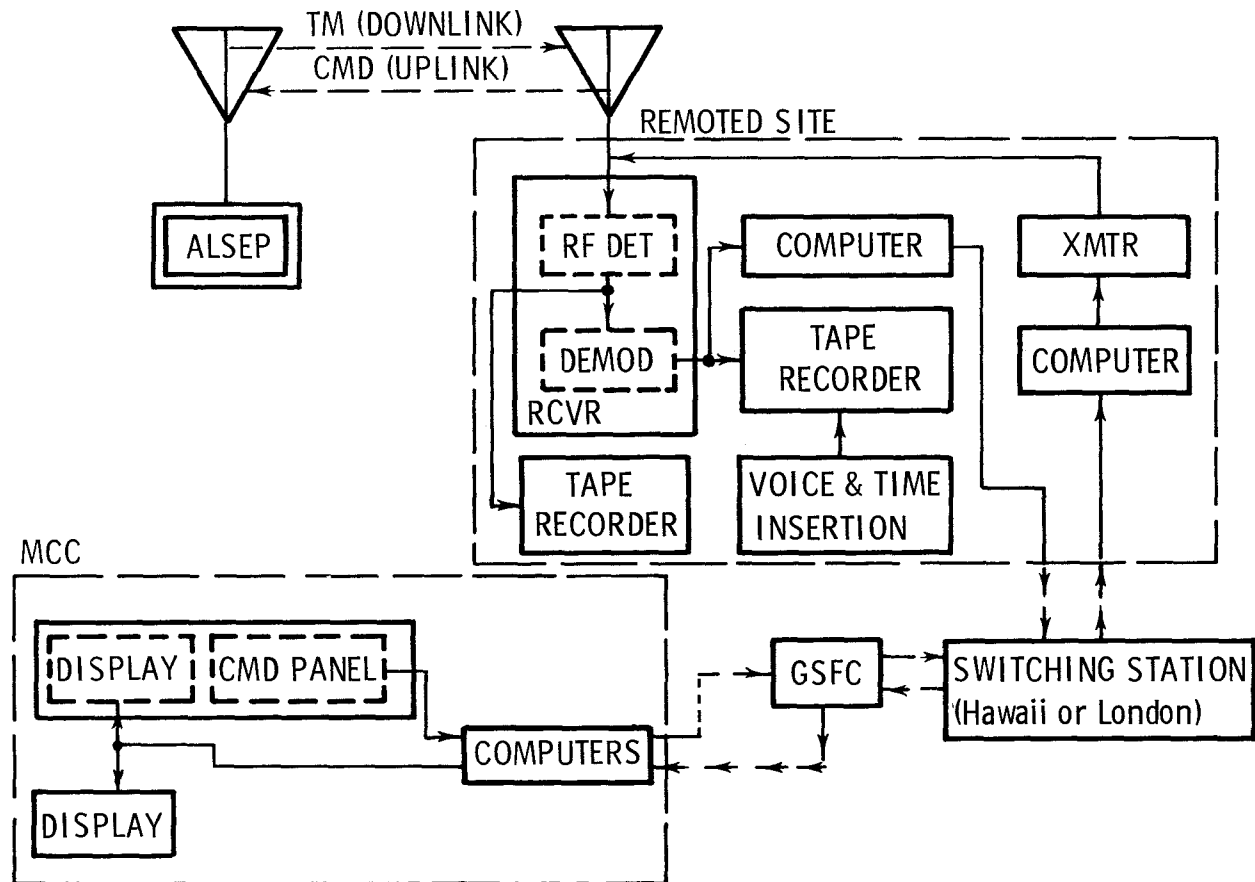 TM (DOWNLINK)
CMD (UPLINK)
REMOTED SITE
ALSEP
RF DET
COMPUTER
XMTR
DEMOD
TAPE
RECORDER
COMPUTER
RCVR
TAPE
RECORDER
VOICE & TIME
INSERTION
MCC
DISPLAY
CMD PANEL
GSFC
SWITCHING STATION
(Hawaii or London)
COMPUTERS
DISPLAY